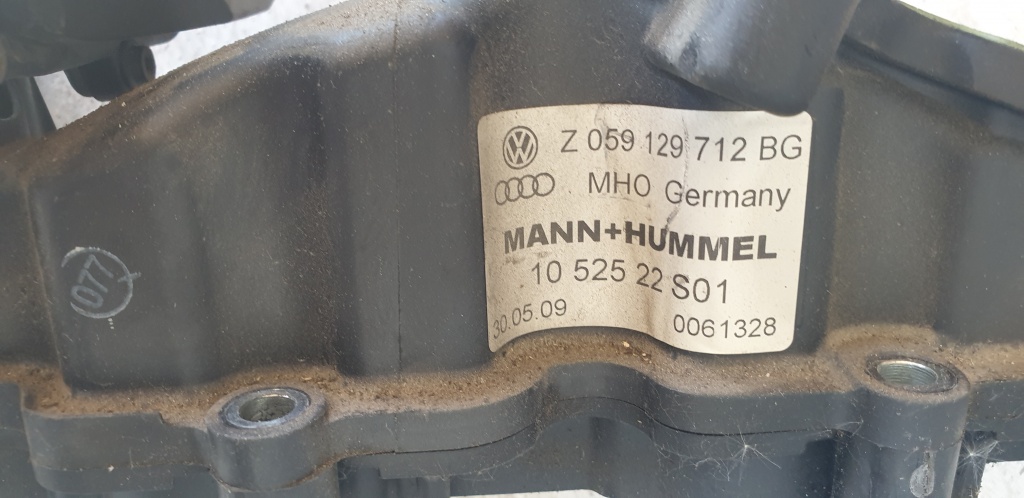 Z 059 129 712 BG
MHO Germany
MANN+HUMMEL
10 525 22 S01
30.05.09 0061328
077